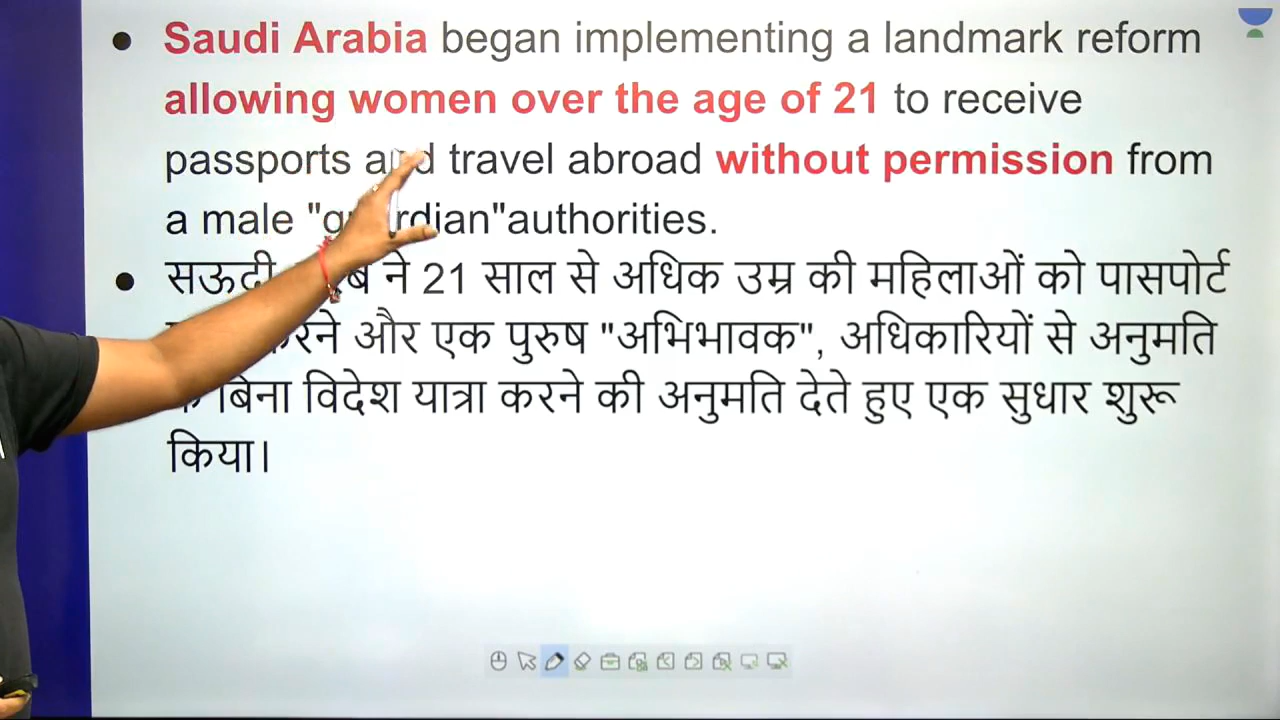 Saudi Arabia began implementing a landmark reform
allowing women over the age of 21 to receive
passports and travel abroad without permission from
a male "guardian"authorities.
सऊदी ने 21 साल से अधिक उम्र की महिलाओं को पासपोर्ट
और एक पुरुष "अभिभावक", अधिकारियों से अनुमति
बिना विदेश यात्रा करने की अनुमति देते हुए एक सुधार शुरू
किया।